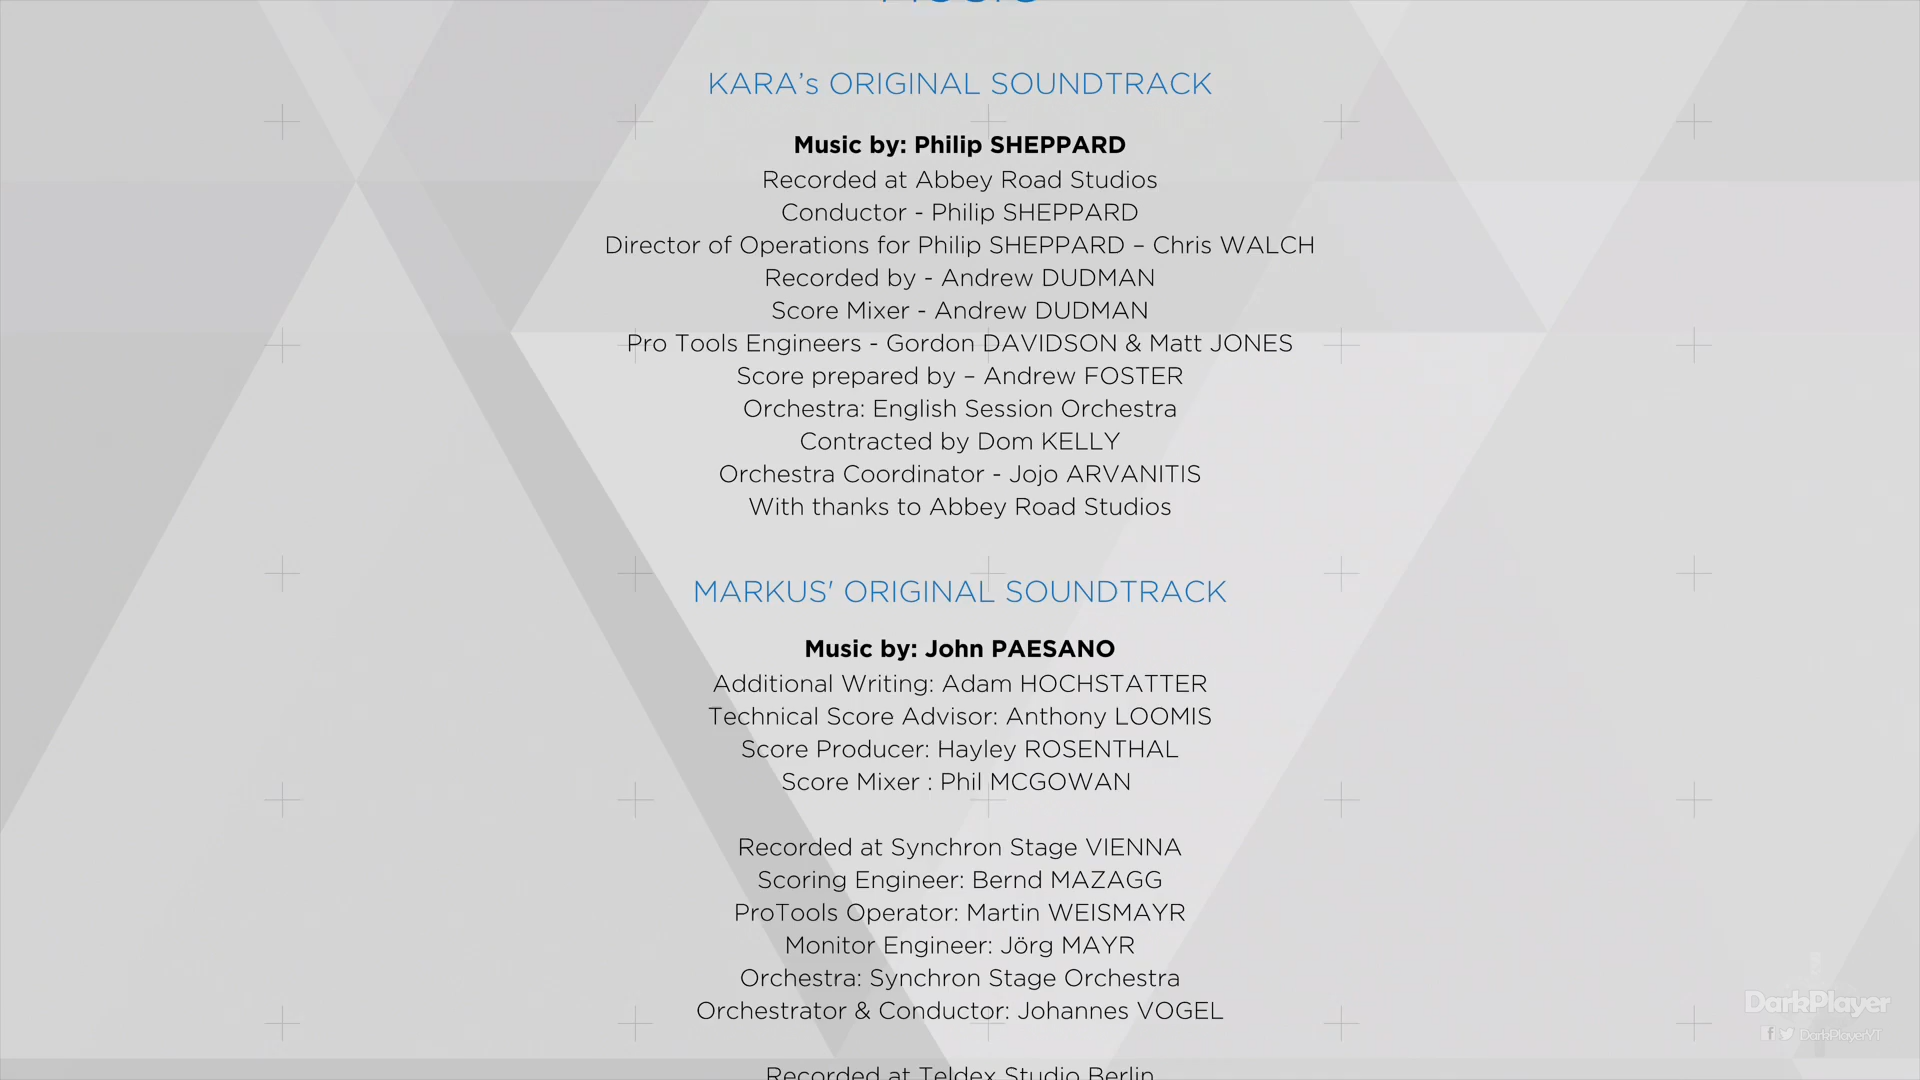 KARA's ORIGINAL SOUNDTRACK
Music by: Philip SHEPPARD
Recorded at Abbey Road Studios
Conductor - Philip SHEPPARD
Director of Operations for Philip SHEPPARD – Chris WALCH
Recorded by - Andrew DUDMAN
Score Mixer - Andrew DUDMAN
Pro Tools Engineers - Gordon DAVIDSON & Matt JONES
Score prepared by – Andrew FOSTER
Orchestra: English Session Orchestra
Contracted by Dom KELLY
Orchestra Coordinator - Jojo ARVANITIS
With thanks to Abbey Road Studios
MARKUS' ORIGINAL SOUNDTRACK
Music by: John PAESANO
Additional Writing: Adam HOCHSTATTER
Technical Score Advisor: Anthony LOOMIS
Score Producer: Hayley ROSENTHAL
Score Mixer : Phil MCGOWAN
Recorded at Synchron Stage VIENNA
Scoring Engineer: Bernd MAZAGG
ProTools Operator: Martin WEISMAYR
Monitor Engineer: Jörg MAYR
Orchestra: Synchron Stage Orchestra
Orchestrator & Conductor: Johannes VOGEL
Recorded at Teldex Studio Berlin
DarkPlayer
DarkPlayerYT